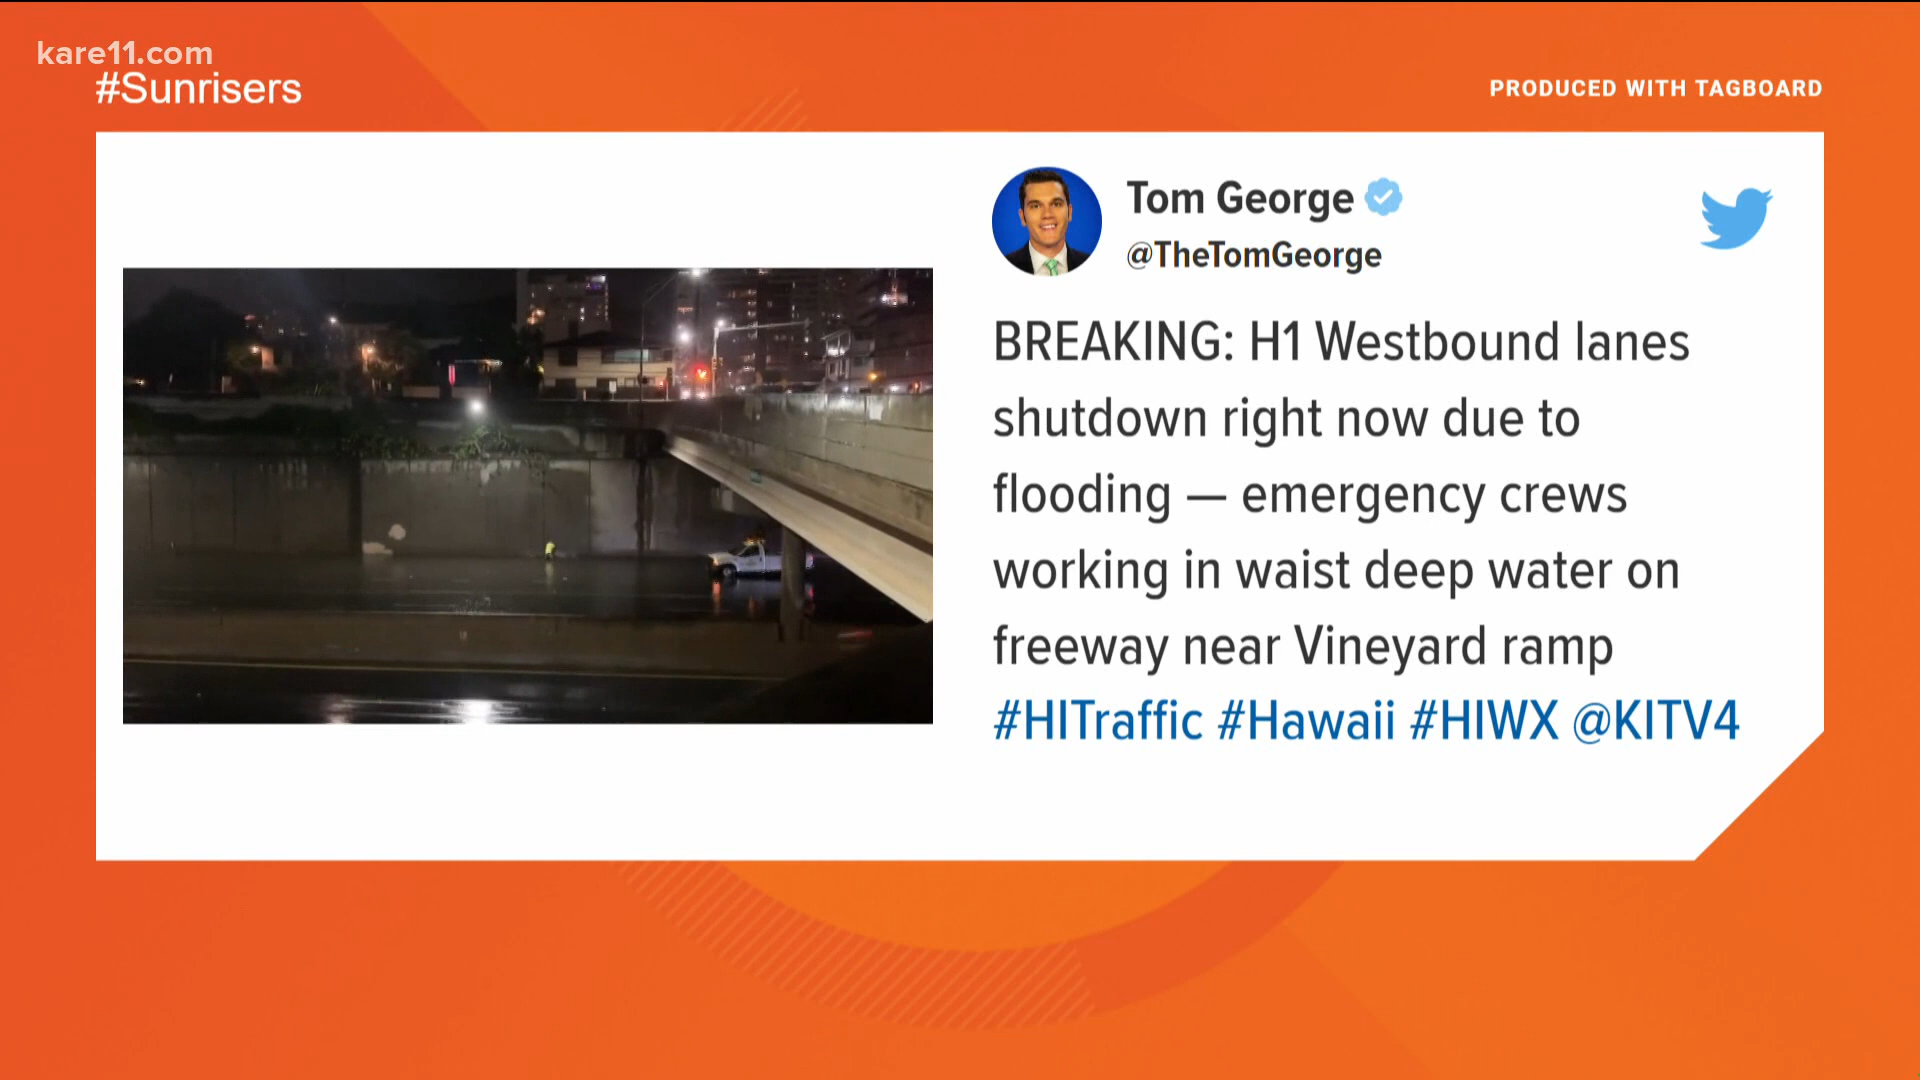 kare11.com
#Sunrisers
PRODUCED WITH TAGBOARD
Tom George
@TheTomGeorge
BREAKING: H1 Westbound lanes
shutdown right now due to
flooding — emergency crews
working in waist deep water on
freeway near Vineyard ramp
#HITraffic #Hawaii #HIWX @KITV4